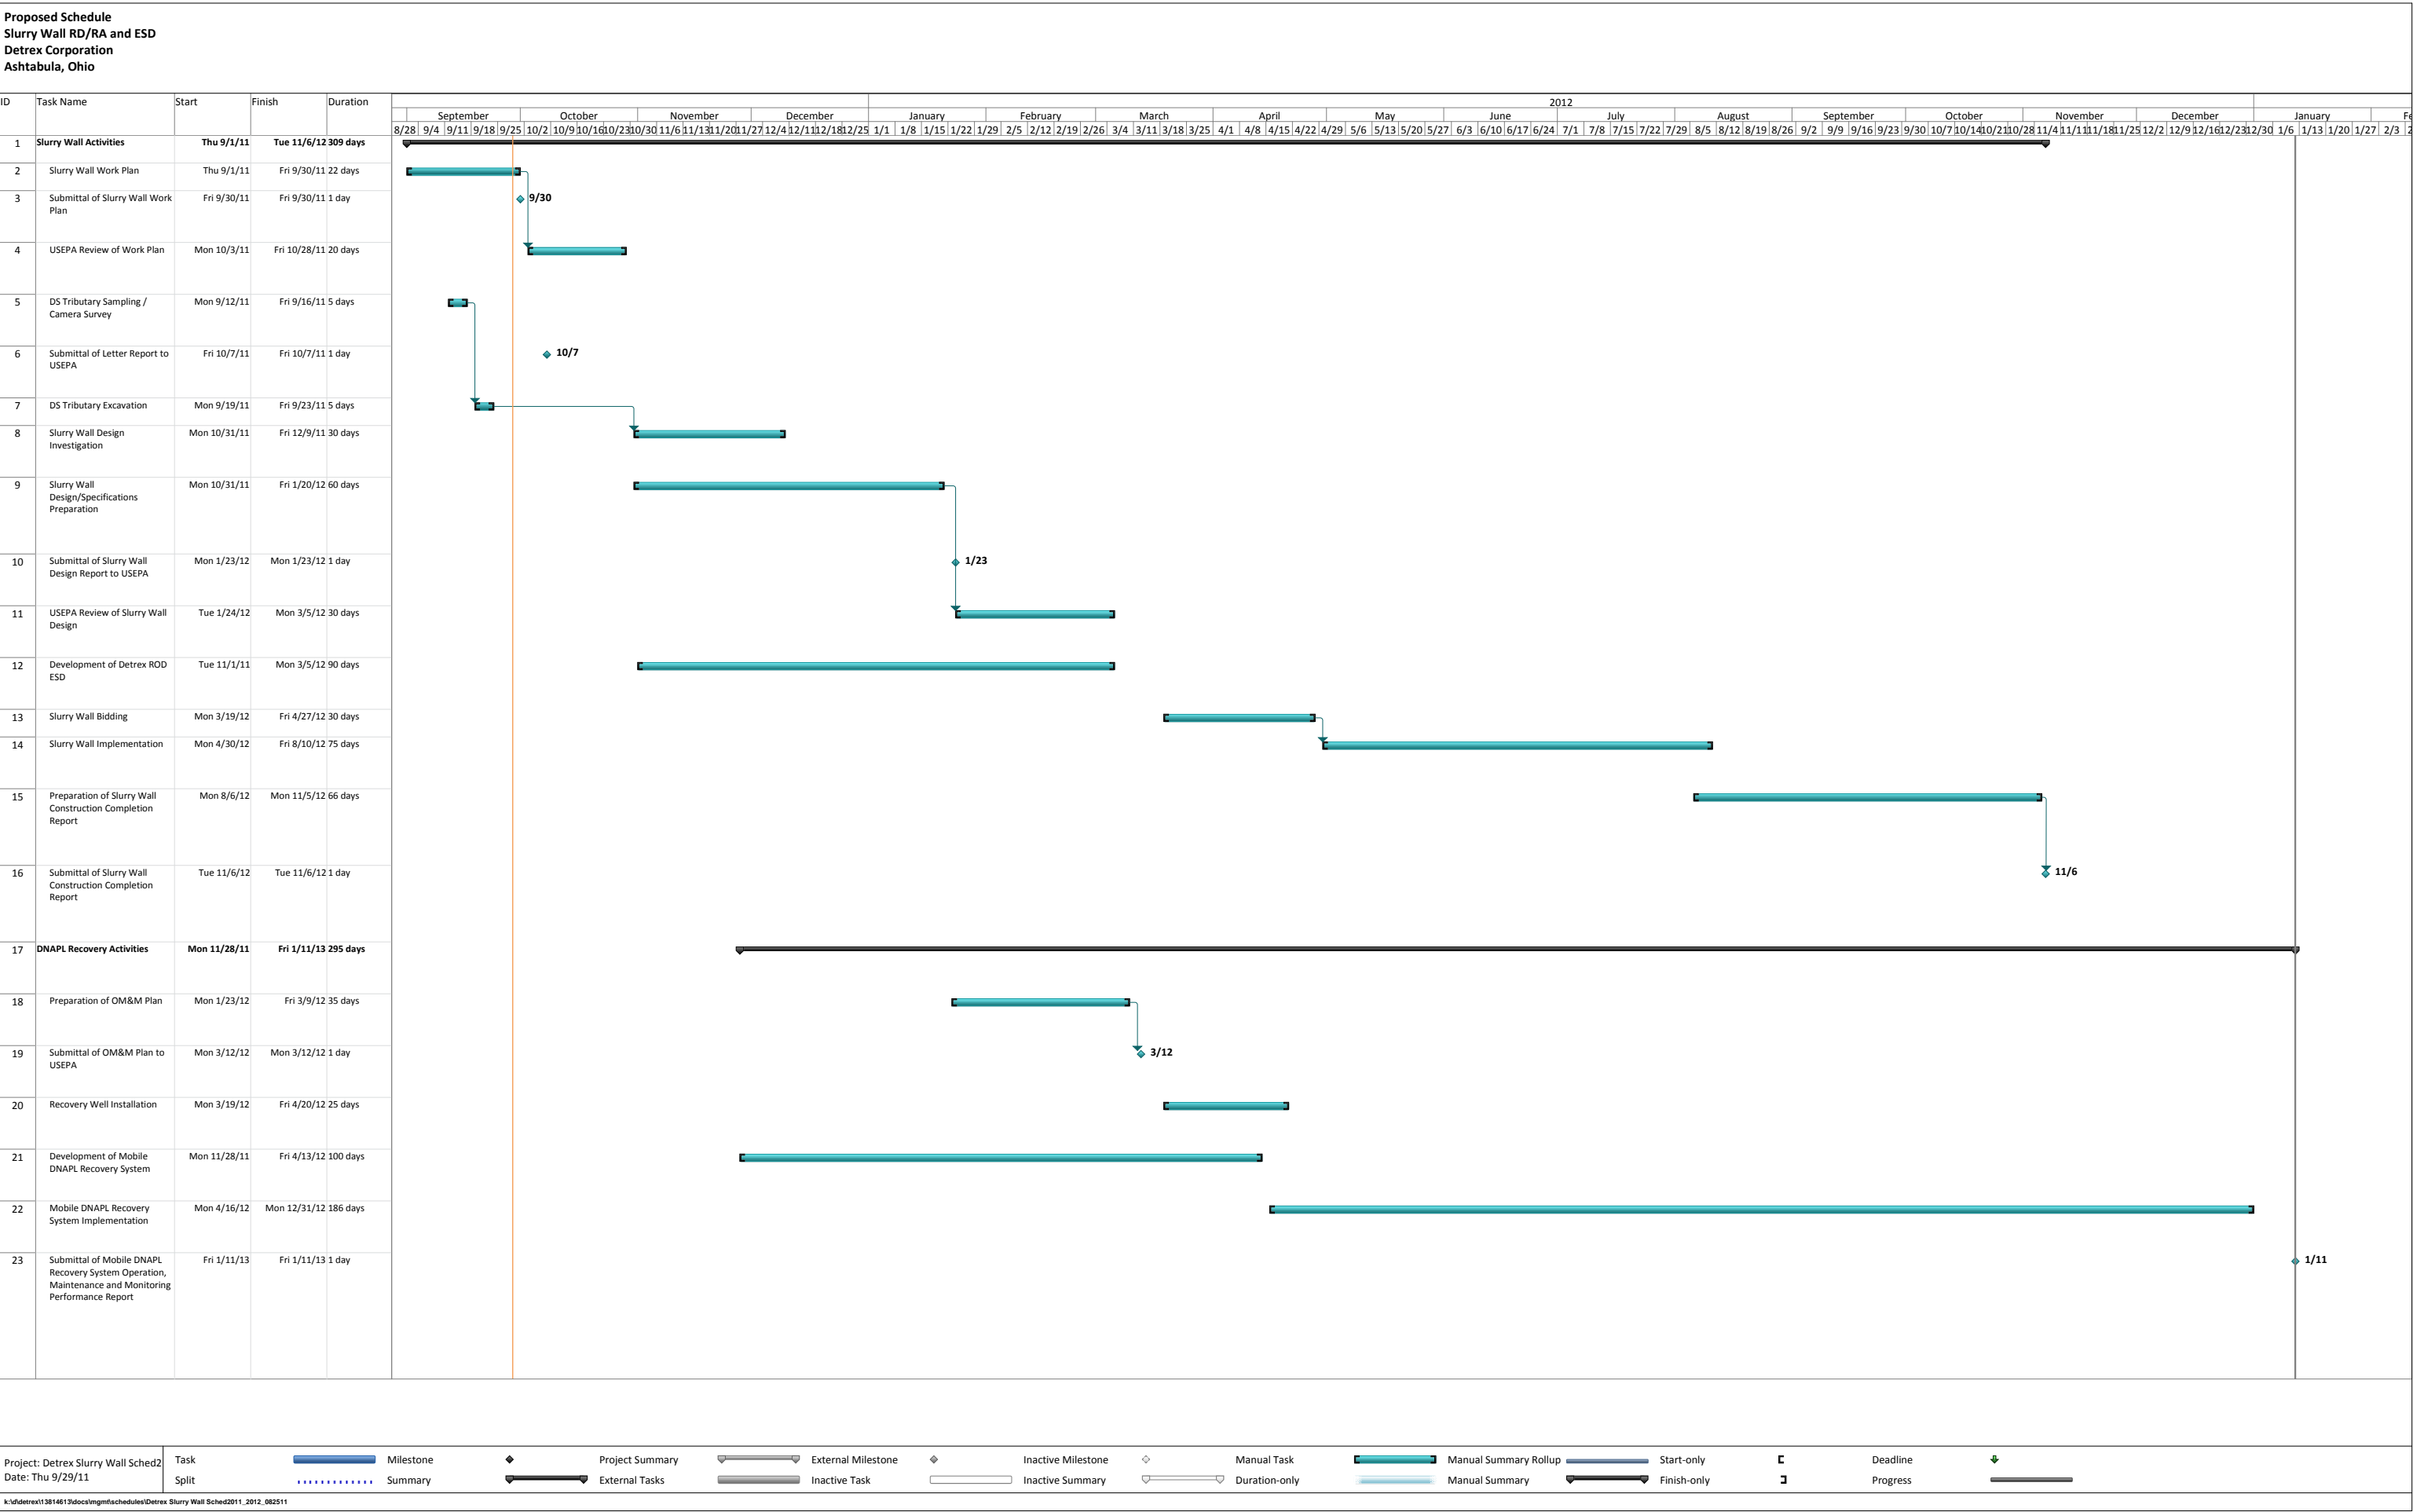 Proposed Schedule
Slurry Wall RD/RA and ESD
Detrex Corporation
Ashtabula, Ohio
ID Task Name Start Finish Duration
2012
September October November December January February March April May June July August September October November December January Fe
8/28 9/4 9/11 9/18 9/25 10/2 10/9 10/16 10/23 10/30 11/6 11/13 11/20 11/27 12/4 12/11 12/18 12/25 1/1 1/8 1/15 1/22 1/29 2/5 2/12 2/19 2/26 3/4 3/11 3/18 3/25 4/1 4/8 4/15 4/22 4/29 5/6 5/13 5/20 5/27 6/3 6/10 6/17 6/24 7/1 7/8 7/15 7/22 7/29 8/5 8/12 8/19 8/26 9/2 9/9 9/16 9/23 9/30 10/7 10/14 10/21 10/28 11/4 11/11 11/18 11/25 12/2 12/9 12/16 12/23 12/30 1/6 1/13 1/20 1/27 2/3 2
1 Slurry Wall Activities Thu 9/1/11 Tue 11/6/12 309 days
2 Slurry Wall Work Plan Thu 9/1/11 Fri 9/30/11 22 days
3 Submittal of Slurry Wall Work Fri 9/30/11 Fri 9/30/11 1 day 9/30
Plan
4 USEPA Review of Work Plan Mon 10/3/11 Fri 10/28/11 20 days
5 DS Tributary Sampling / Mon 9/12/11 Fri 9/16/11 5 days
Camera Survey
6 Submittal of Letter Report to Fri 10/7/11 Fri 10/7/11 1 day 10/7
USEPA
7 DS Tributary Excavation Mon 9/19/11 Fri 9/23/11 5 days
8 Slurry Wall Design Mon 10/31/11 Fri 12/9/11 30 days
Investigation
9 Slurry Wall Mon 10/31/11 Fri 1/20/12 60 days
Design/Specifications
Preparation
10 Submittal of Slurry Wall Mon 1/23/12 Mon 1/23/12 1 day 1/23
Design Report to USEPA
11 USEPA Review of Slurry Wall Tue 1/24/12 Mon 3/5/12 30 days
Design
12 Development of Detrex ROD Tue 11/1/11 Mon 3/5/12 90 days
ESD
13 Slurry Wall Bidding Mon 3/19/12 Fri 4/27/12 30 days
14 Slurry Wall Implementation Mon 4/30/12 Fri 8/10/12 75 days
15 Preparation of Slurry Wall Mon 8/6/12 Mon 11/5/12 66 days
Construction Completion
Report
16 Submittal of Slurry Wall Tue 11/6/12 Tue 11/6/12 1 day 11/6
Construction Completion
Report
17 DNAPL Recovery Activities Mon 11/28/11 Fri 1/11/13 295 days
18 Preparation of OM&M Plan Mon 1/23/12 Fri 3/9/12 35 days
19 Submittal of OM&M Plan to Mon 3/12/12 Mon 3/12/12 1 day 3/12
USEPA
20 Recovery Well Installation Mon 3/19/12 Fri 4/20/12 25 days
21 Development of Mobile Mon 11/28/11 Fri 4/13/12 100 days
DNAPL Recovery System
22 Mobile DNAPL Recovery Mon 4/16/12 Mon 12/31/12 186 days
System Implementation
23 Submittal of Mobile DNAPL Fri 1/11/13 Fri 1/11/13 1 day 1/11
Recovery System Operation,
Maintenance and Monitoring
Performance Report
Project: Detrex Slurry Wall Sched2
Date: Thu 9/29/11
Task Milestone Project Summary External Milestone Inactive Milestone Manual Task Manual Summary Rollup Start-only Deadline
Split Summary External Tasks Inactive Task Inactive Summary Duration-only Manual Summary Finish-only Progress
k:\d\detrex\13814613\docs\mgmt\schedules\Detrex Slurry Wall Sched2011_2012_082511